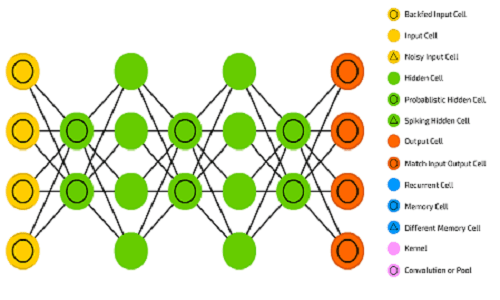 Backfed Input Cell
Input Cell
Noisy Input Cell
Hidden Cell
Probablistic Hidden Cell
Spiking Hidden Cell
Output Cell
Match Input Output Cell
Recurrent Cell
Memory Cell
Different Memory Cell
Kernel
Convolution or Pool